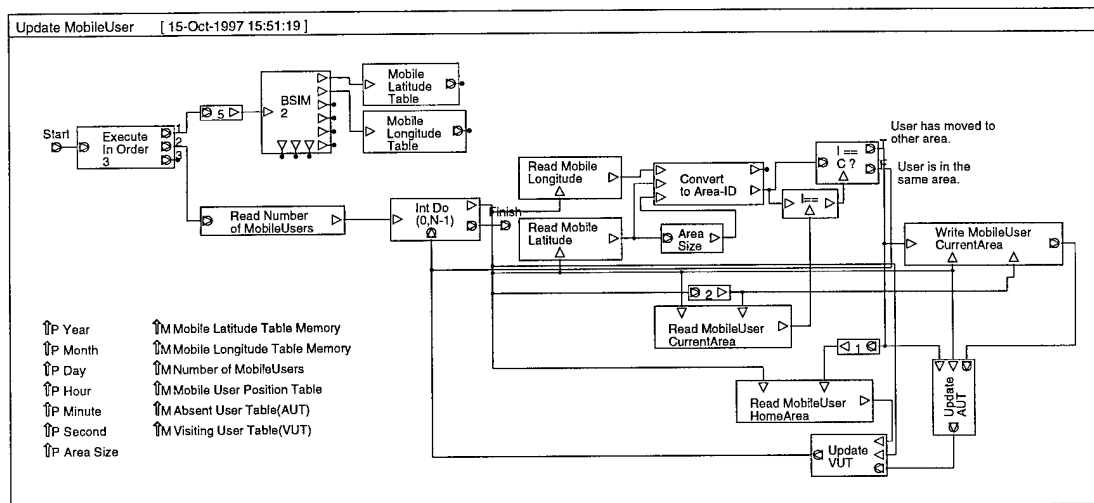 Update MobileUser [ 15-Oct-1997 15:51:19 ]
Mobile
Latitude
Table
BSIM
2
5
Mobile
Longitude
Table
Start
Execute
In Order
3
1
2
3
User has moved to
other area.
I ==
C ?
User is in the
same area.
Read Mobile
Longitude
Convert
to Area-ID
I==
Read Number
of MobileUsers
Int Do
(0,N-1)
Finish
Read Mobile
Latitude
Area
Size
Write MobileUser
CurrentArea
2
Read MobileUser
CurrentArea
1
Read MobileUser
HomeArea
Update
AUT
Update
VUT
⇧P Year
⇧P Month
⇧P Day
⇧P Hour
⇧P Minute
⇧P Second
⇧P Area Size
⇧M Mobile Latitude Table Memory
⇧M Mobile Longitude Table Memory
⇧M Number of MobileUsers
⇧M Mobile User Position Table
⇧M Absent User Table(AUT)
⇧M Visiting User Table(VUT)